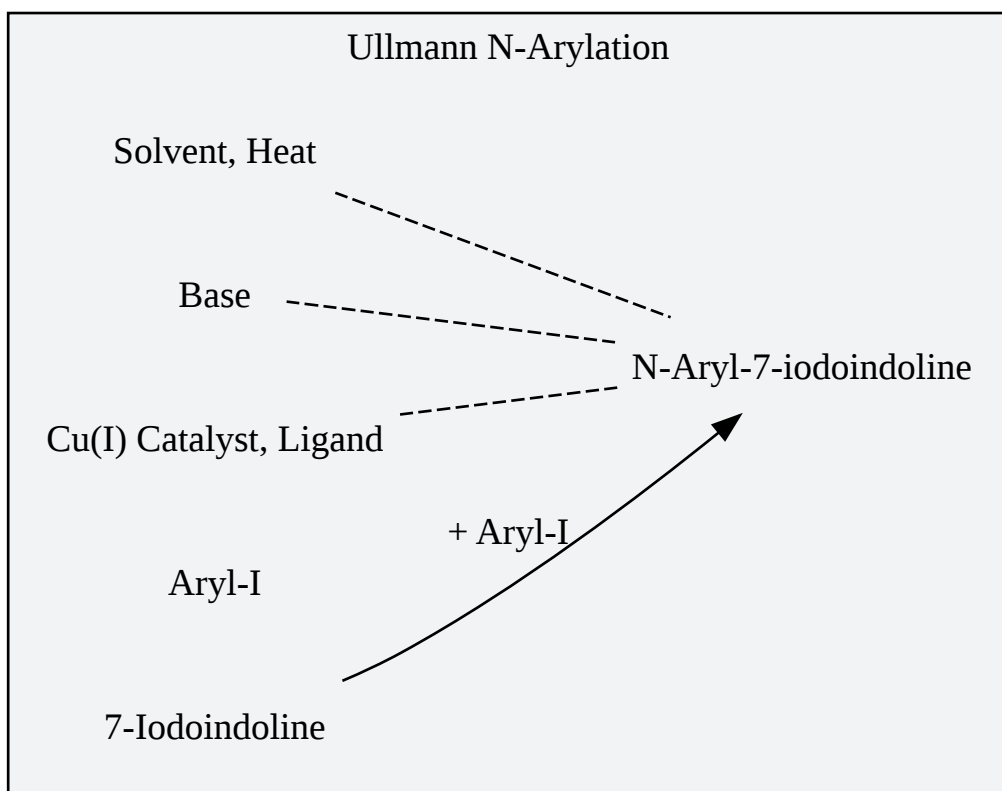 Ullmann N-Arylation
Solvent, Heat
Base
N-Aryl-7-iodoindoline
Cu(I) Catalyst, Ligand
+ Aryl-I
Aryl-I
7-Iodoindoline